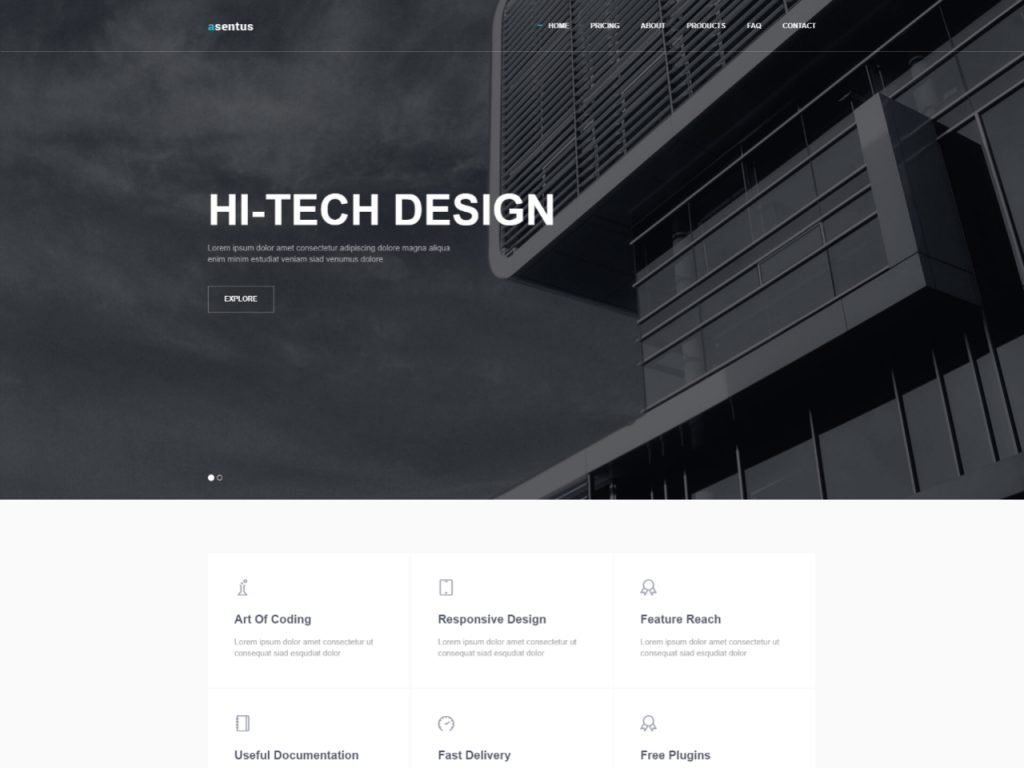 asentus
HOME PRICING ABOUT PRODUCTS FAQ CONTACT
HI-TECH DESIGN
Lorem ipsum dolor amet consectetur adipiscing dolore magna aliqua
enim minim estudiat veniam siad venumus dolore
EXPLORE
Art Of Coding
Lorem ipsum dolor amet consectetur ut
consequat siad esqudiat dolor
Responsive Design
Lorem ipsum dolor amet consectetur ut
consequat siad esqudiat dolor
Feature Reach
Lorem ipsum dolor amet consectetur ut
consequat siad esqudiat dolor
Useful Documentation
Fast Delivery
Free Plugins